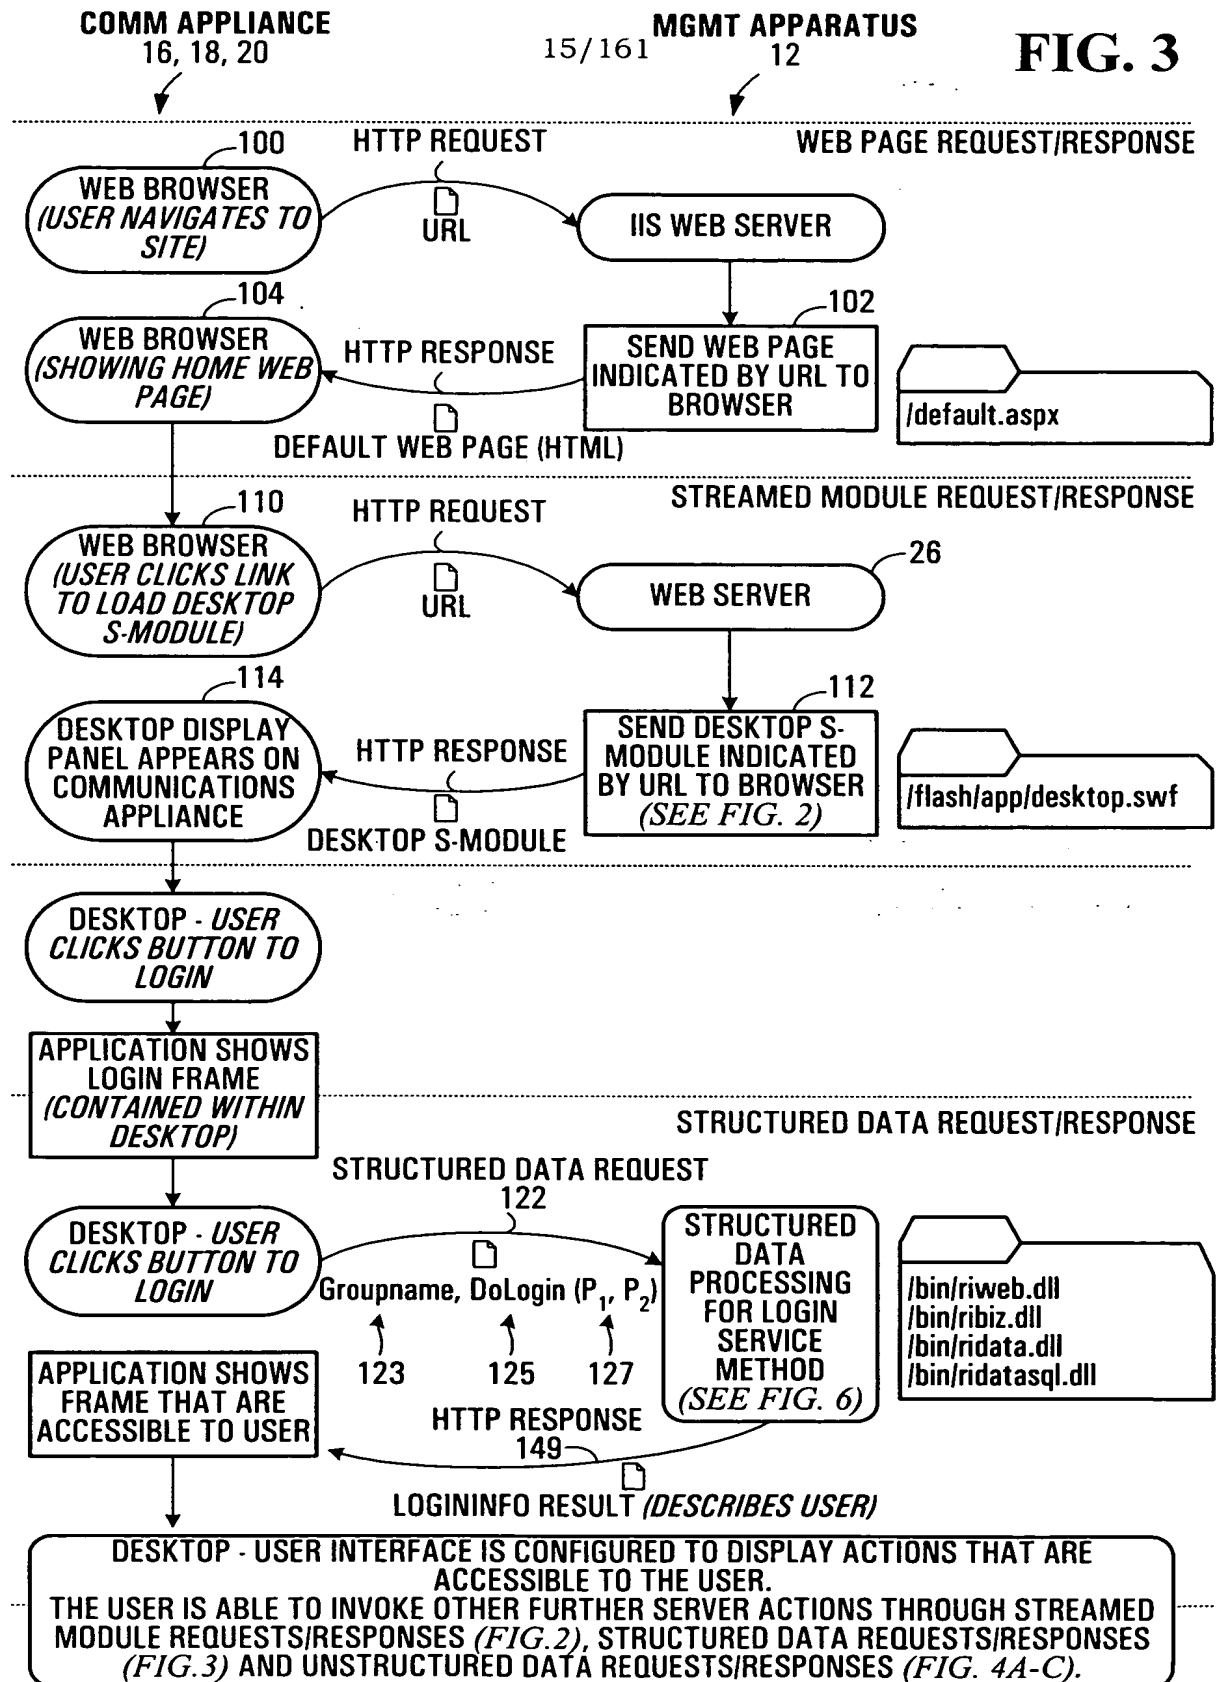 COMM APPLIANCE
16, 18, 20
15/161
MGMT APPARATUS
12
FIG. 3
WEB PAGE REQUEST/RESPONSE
100
WEB BROWSER
(USER NAVIGATES TO
SITE)
HTTP REQUEST
URL
IIS WEB SERVER
104
WEB BROWSER
(SHOWING HOME WEB
PAGE)
HTTP RESPONSE
DEFAULT WEB PAGE (HTML)
102
SEND WEB PAGE
INDICATED BY URL TO
BROWSER
/default.aspx
STREAMED MODULE REQUEST/RESPONSE
110
WEB BROWSER
(USER CLICKS LINK
TO LOAD DESKTOP
S-MODULE)
HTTP REQUEST
URL
26
WEB SERVER
114
DESKTOP DISPLAY
PANEL APPEARS ON
COMMUNICATIONS
APPLIANCE
HTTP RESPONSE
DESKTOP S-MODULE
112
SEND DESKTOP S-
MODULE INDICATED
BY URL TO BROWSER
(SEE FIG. 2)
/flash/app/desktop.swf
DESKTOP - USER
CLICKS BUTTON TO
LOGIN
APPLICATION SHOWS
LOGIN FRAME
(CONTAINED WITHIN
DESKTOP)
STRUCTURED DATA REQUEST/RESPONSE
STRUCTURED DATA REQUEST
122
DESKTOP - USER
CLICKS BUTTON TO
LOGIN
Groupname, DoLogin (P1, P2)
123
125
127
STRUCTURED
DATA
PROCESSING
FOR LOGIN
SERVICE
METHOD
(SEE FIG. 6)
/bin/riweb.dll
/bin/ribiz.dll
/bin/ridata.dll
/bin/ridatasql.dll
APPLICATION SHOWS
FRAME THAT ARE
ACCESSIBLE TO USER
HTTP RESPONSE
149
LOGININFO RESULT (DESCRIBES USER)
DESKTOP - USER INTERFACE IS CONFIGURED TO DISPLAY ACTIONS THAT ARE
ACCESSIBLE TO THE USER.
THE USER IS ABLE TO INVOKE OTHER FURTHER SERVER ACTIONS THROUGH STREAMED
MODULE REQUESTS/RESPONSES (FIG.2), STRUCTURED DATA REQUESTS/RESPONSES
(FIG.3) AND UNSTRUCTURED DATA REQUESTS/RESPONSES (FIG. 4A-C).